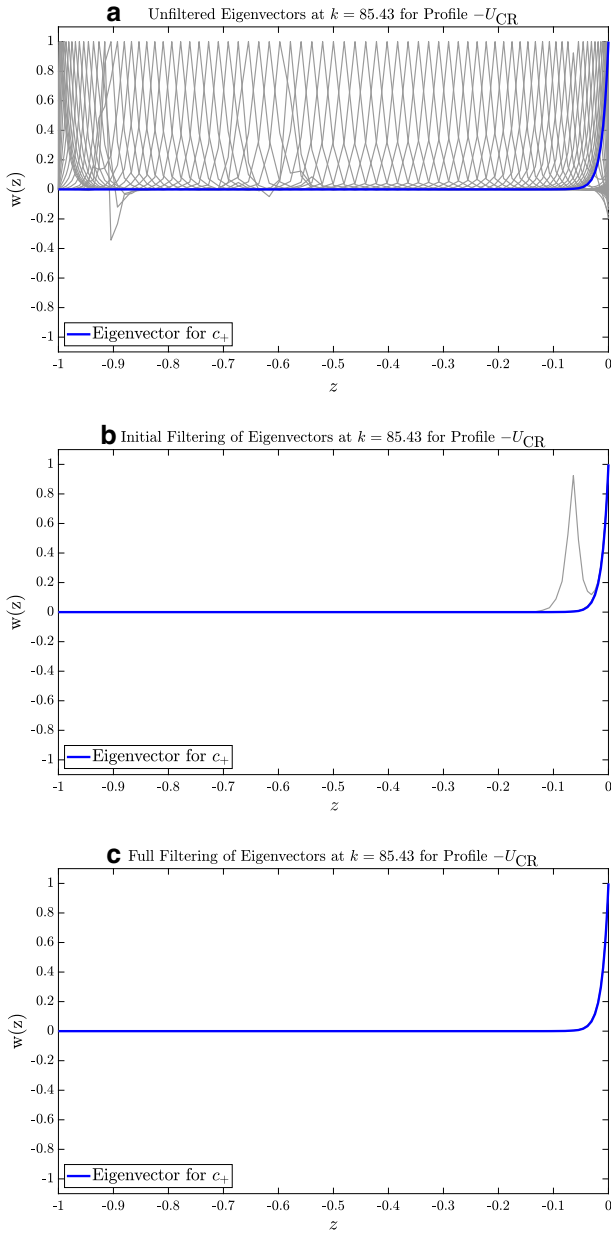 a Unfiltered Eigenvectors at k = 85.43 for Profile −U_CR
1
0.8
0.6
0.4
0.2
0
-0.2
-0.4
-0.6
-0.8
-1
w(z)
Eigenvector for c₊
-1 -0.9 -0.8 -0.7 -0.6 -0.5 -0.4 -0.3 -0.2 -0.1 0
z
b Initial Filtering of Eigenvectors at k = 85.43 for Profile −U_CR
1
0.8
0.6
0.4
0.2
0
-0.2
-0.4
-0.6
-0.8
-1
w(z)
Eigenvector for c₊
-1 -0.9 -0.8 -0.7 -0.6 -0.5 -0.4 -0.3 -0.2 -0.1 0
z
c Full Filtering of Eigenvectors at k = 85.43 for Profile −U_CR
1
0.8
0.6
0.4
0.2
0
-0.2
-0.4
-0.6
-0.8
-1
w(z)
Eigenvector for c₊
-1 -0.9 -0.8 -0.7 -0.6 -0.5 -0.4 -0.3 -0.2 -0.1 0
z